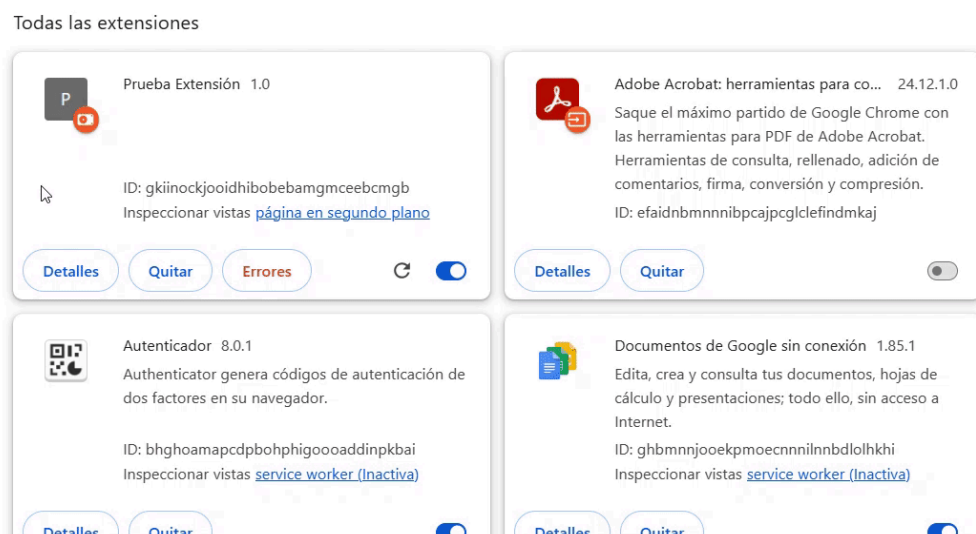 Todas las extensiones
P
Prueba Extensión 1.0
ID: gkiinockjooidhibobebamgmceebcmgb
Inspeccionar vistas página en segundo plano
Detalles
Quitar
Errores
Adobe Acrobat: herramientas para co... 24.12.1.0
Saque el máximo partido de Google Chrome con
las herramientas para PDF de Adobe Acrobat.
Herramientas de consulta, rellenado, adición de
comentarios, firma, conversión y compresión.
ID: efaidnbmnnnibpcajpcglclefindmkaj
Detalles
Quitar
Autenticador 8.0.1
Authenticator genera códigos de autenticación de
dos factores en su navegador.
ID: bhghoamapcdpbohphigoooaddinpkbai
Inspeccionar vistas service worker (Inactiva)
Detalles
Quitar
Documentos de Google sin conexión 1.85.1
Edita, crea y consulta tus documentos, hojas de
cálculo y presentaciones; todo ello, sin acceso a
Internet.
ID: ghbmnnjooekpmoecnnnilnnbdlolhkhi
Inspeccionar vistas service worker (Inactiva)
Detalles
Quitar